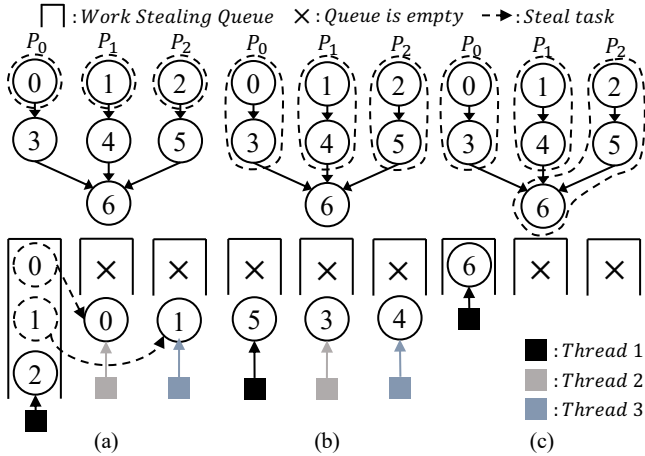 : Work Stealing Queue × : Queue is empty : Steal task
P0 P1 P2 P0 P1 P2 P0 P1 P2
0 1 2 0 1 2 0 1 2
3 4 5 3 4 5 3 4 5
6 6 6
0 × × × × × 6 × ×
1 0 1 5 3 4
2
: Thread 1
: Thread 2
: Thread 3
(a) (b) (c)